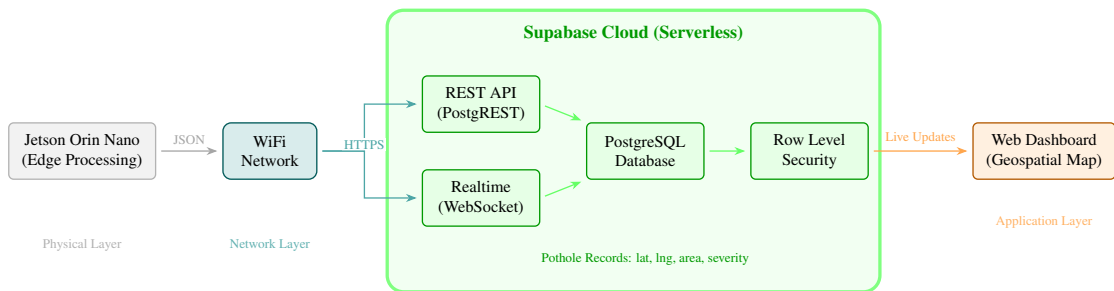 Supabase Cloud (Serverless)
REST API
(PostgREST)
Jetson Orin Nano
(Edge Processing)
JSON
WiFi
Network
HTTPS
PostgreSQL
Database
Row Level
Security
Live Updates
Web Dashboard
(Geospatial Map)
Realtime
(WebSocket)
Physical Layer
Network Layer
Application Layer
Pothole Records: lat, lng, area, severity